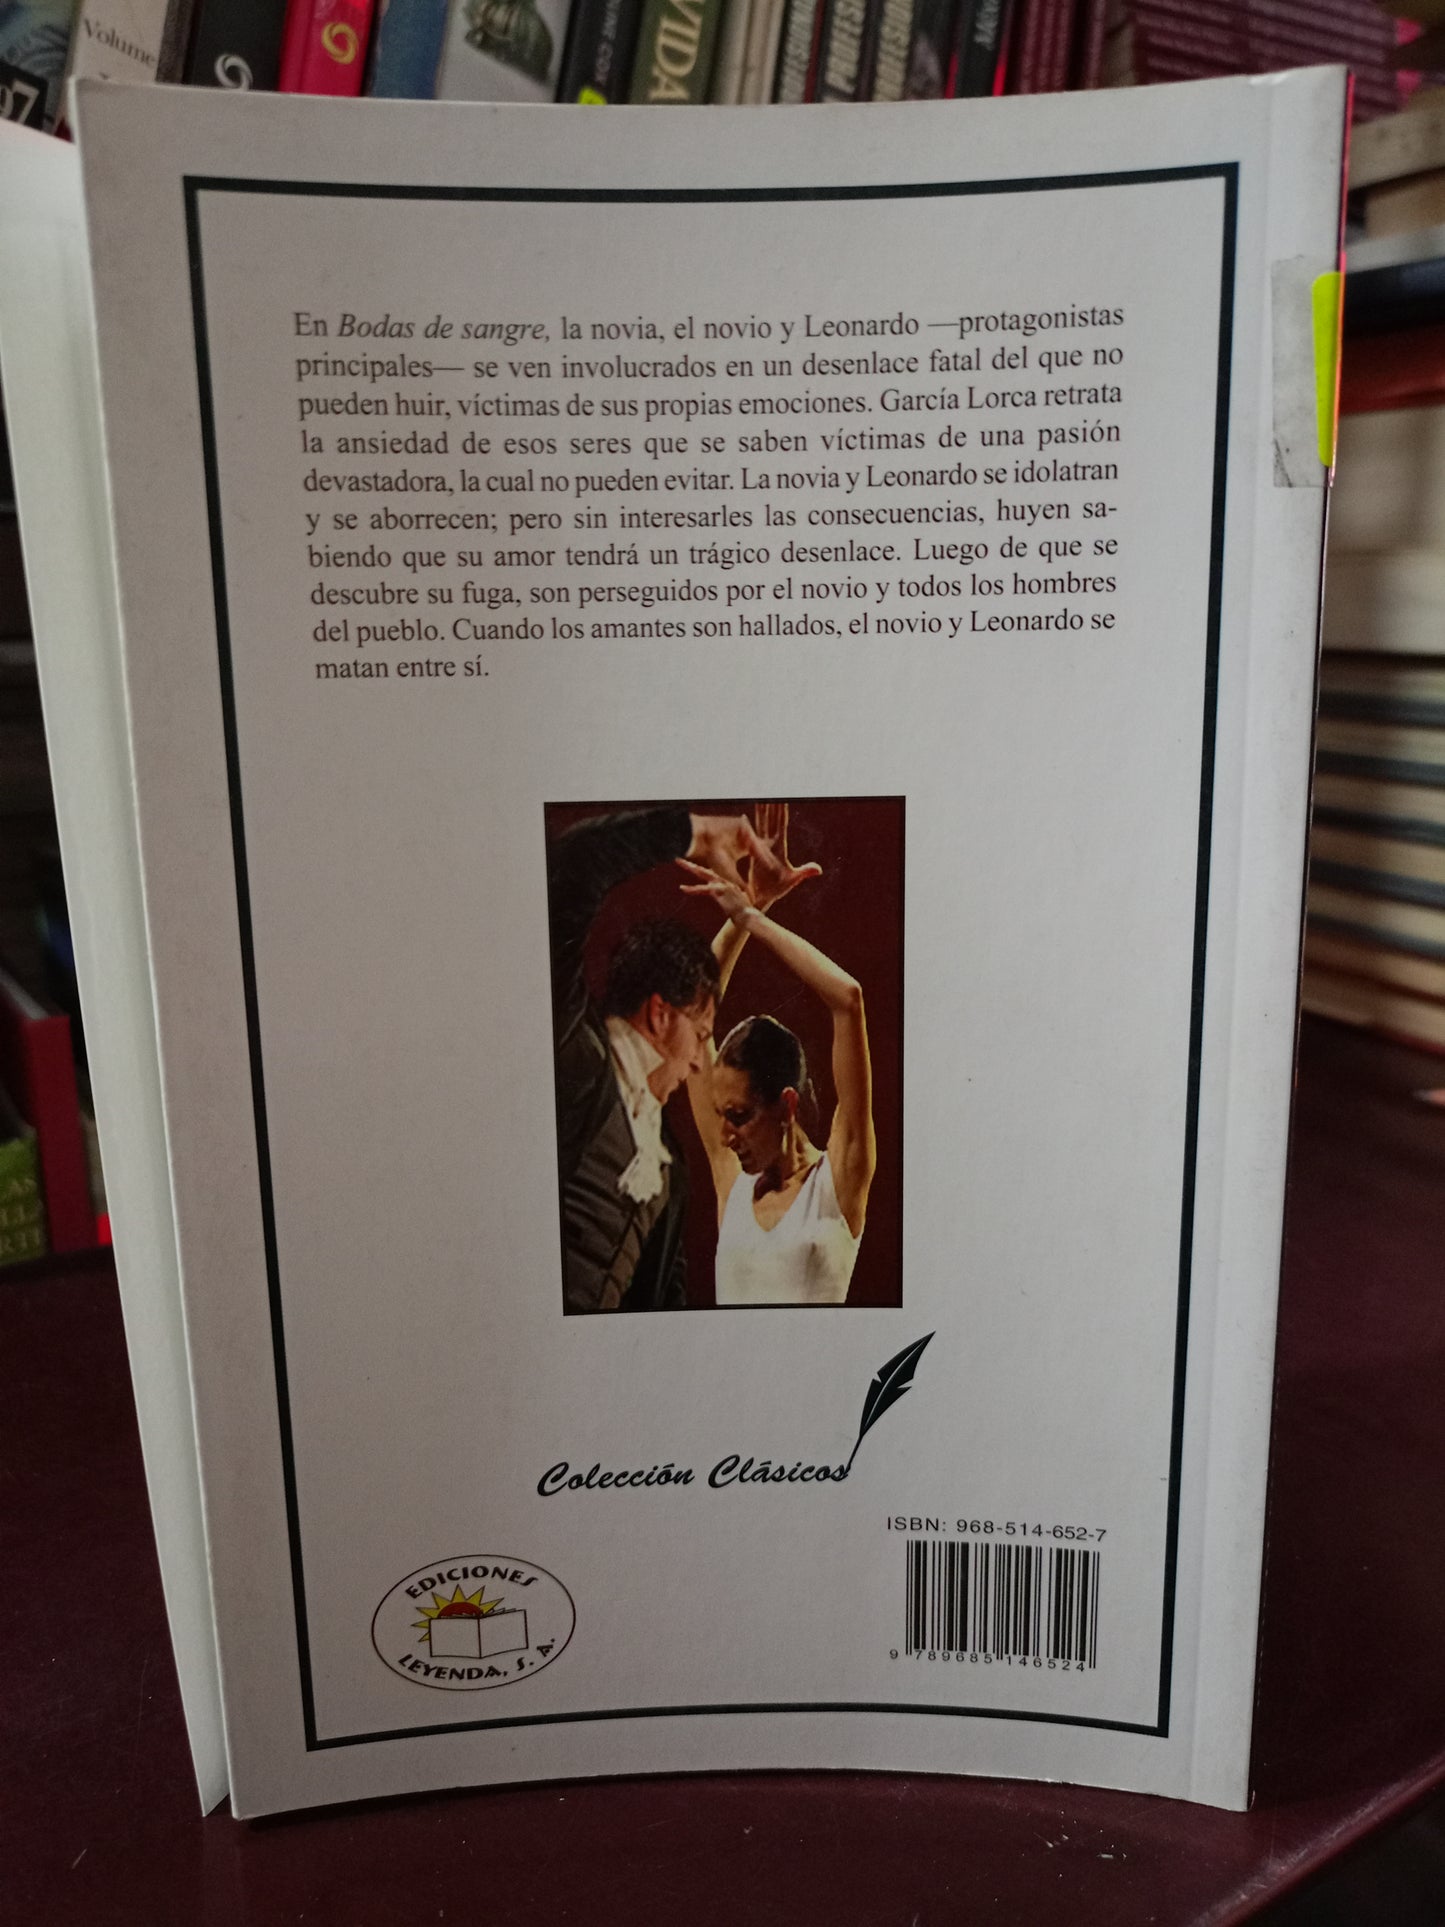 Volume
97
VIDA
PROFESIONAL
En Bodas de sangre, la novia, el novio y Leonardo —protagonistas
principales— se ven involucrados en un desenlace fatal del que no
pueden huir, víctimas de sus propias emociones. García Lorca retrata
la ansiedad de esos seres que se saben víctimas de una pasión
devastadora, la cual no pueden evitar. La novia y Leonardo se idolatran
y se aborrecen; pero sin interesarles las consecuencias, huyen sa-
biendo que su amor tendrá un trágico desenlace. Luego de que se
descubre su fuga, son perseguidos por el novio y todos los hombres
del pueblo. Cuando los amantes son hallados, el novio y Leonardo se
matan entre sí.
Colección Clásicos
ISBN: 968-514-652-7
9 789685 146524
EDICIONES
LEYENDA, S. A.